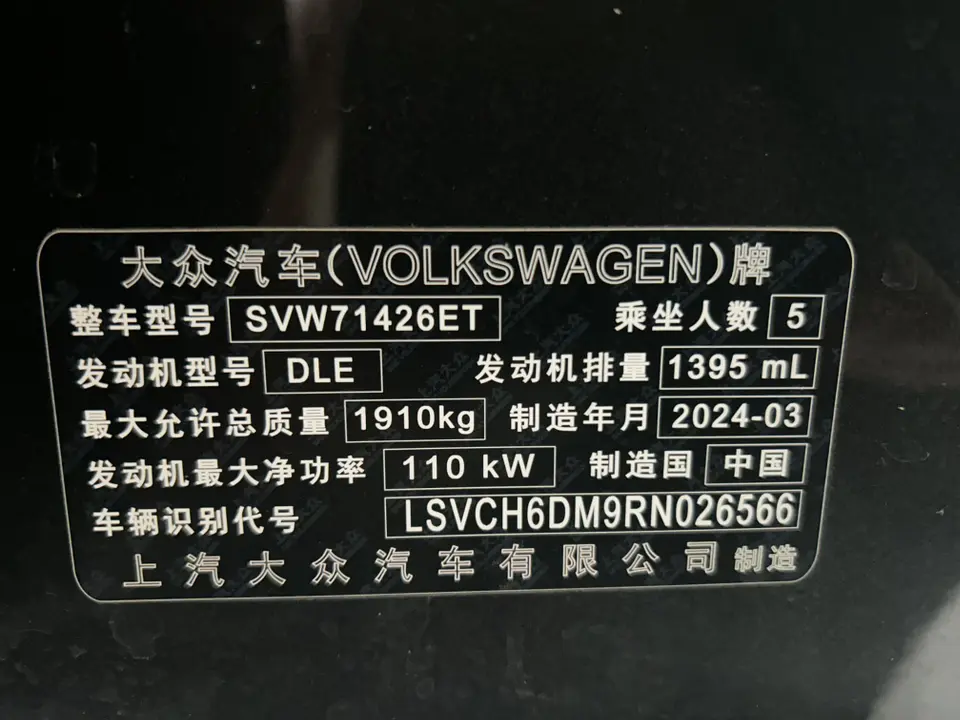 大众汽车(VOLKSWAGEN)牌
整车型号 SVW71426ET 乘坐人数 5
发动机型号 DLE 发动机排量 1395 mL
最大允许总质量 1910kg 制造年月 2024-03
发动机最大净功率 110 kW 制造国 中国
车辆识别代号 LSVCH6DM9RN026566
上汽大众汽车有限公司 制造